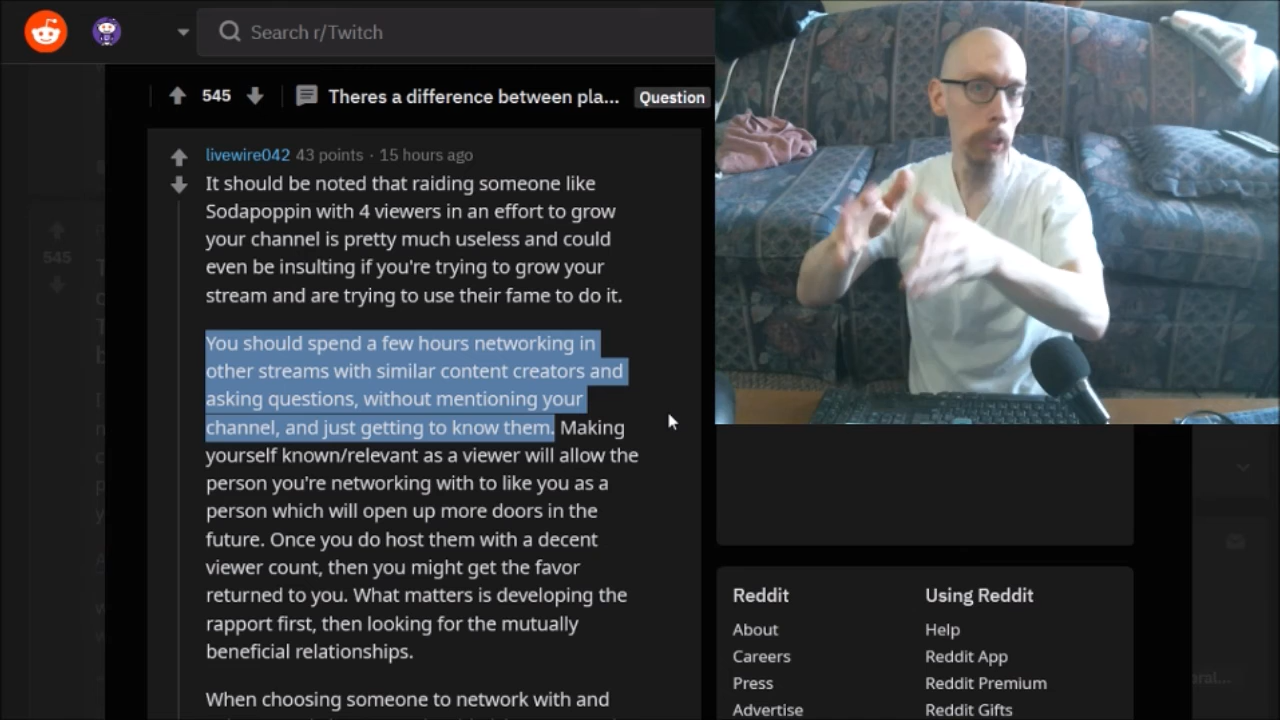 Search r/Twitch
545
Theres a difference between pla...
Question
livewire042 43 points · 15 hours ago
It should be noted that raiding someone like
Sodapoppin with 4 viewers in an effort to grow
your channel is pretty much useless and could
even be insulting if you're trying to grow your
stream and are trying to use their fame to do it.
You should spend a few hours networking in
other streams with similar content creators and
asking questions, without mentioning your
channel, and just getting to know them. Making
yourself known/relevant as a viewer will allow the
person you're networking with to like you as a
person which will open up more doors in the
future. Once you do host them with a decent
viewer count, then you might get the favor
returned to you. What matters is developing the
rapport first, then looking for the mutually
beneficial relationships.
When choosing someone to network with and
545
Reddit
About
Careers
Press
Advertise
Using Reddit
Help
Reddit App
Reddit Premium
Reddit Gifts